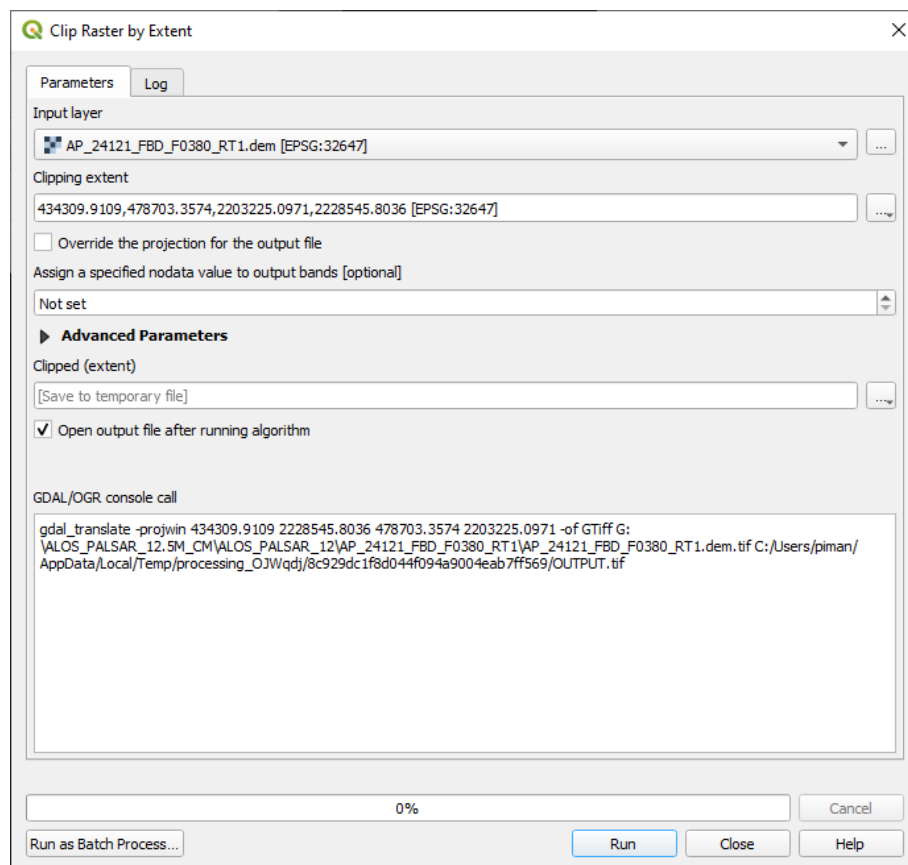 Clip Raster by Extent
Parameters
Log
Input layer
AP_24121_FBD_F0380_RT1.dem [EPSG:32647]
...
Clipping extent
434309.9109,478703.3574,2203225.0971,2228545.8036 [EPSG:32647]
...
Override the projection for the output file
Assign a specified nodata value to output bands [optional]
Not set
Advanced Parameters
Clipped (extent)
[Save to temporary file]
...
Open output file after running algorithm
GDAL/OGR console call
gdal_translate -projwin 434309.9109 2228545.8036 478703.3574 2203225.0971 -of GTiff G:
\ALOS_PALSAR_12.5M_CM\ALOS_PALSAR_12\AP_24121_FBD_F0380_RT1\AP_24121_FBD_F0380_RT1.dem.tif C:/Users/piman/
AppData/Local/Temp/processing_OJWqdj/8c929dc1f8d044f094a9004eab7ff569/OUTPUT.tif
0%
Cancel
Run as Batch Process...
Run
Close
Help